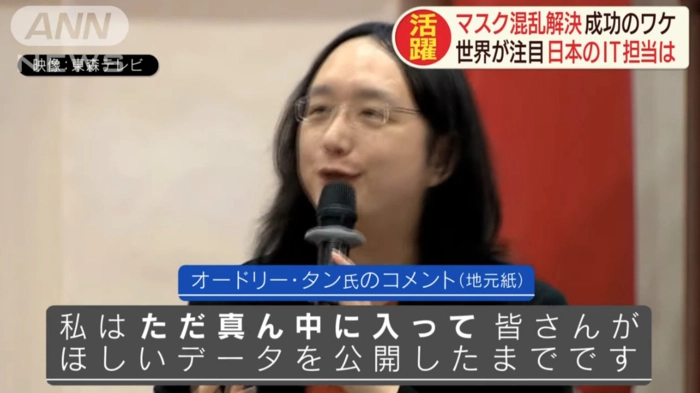 ANN
NEWS
映像：東森テレビ
活躍
マスク混乱解決 成功のワケ
世界が注目 日本のIT担当は
オードリー・タン氏のコメント（地元紙）
私はただ真ん中に入って 皆さんが
ほしいデータを公開したまでです